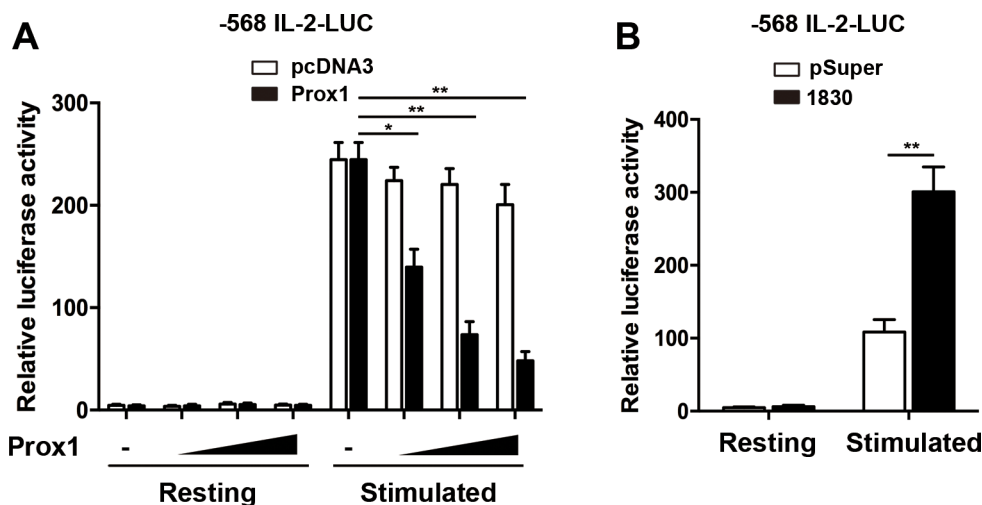 A
-568 IL-2-LUC
pcDNA3
Prox1
Relative luciferase activity
300
200
100
0
*
**
**
Prox1
-
-
Resting
Stimulated
B
-568 IL-2-LUC
pSuper
1830
Relative luciferase activity
400
300
200
100
0
**
Resting
Stimulated